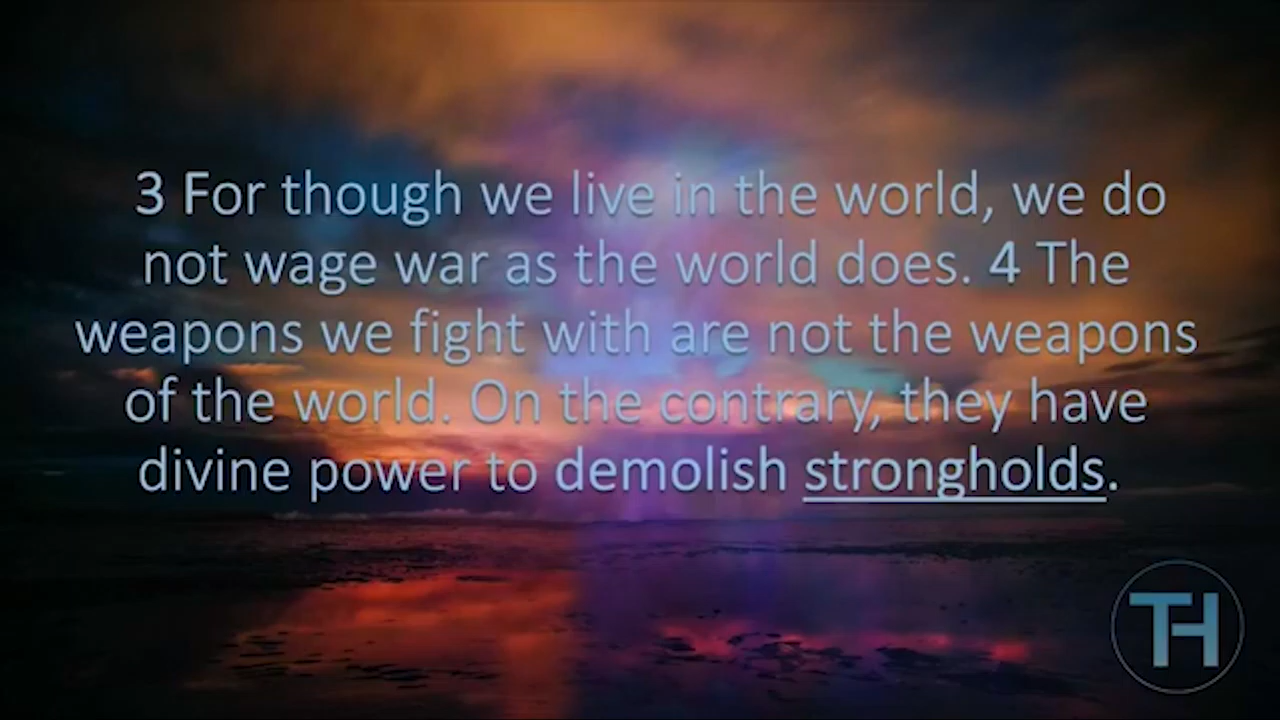 3 For though we live in the world, we do
not wage war as the world does. 4 The
weapons we fight with are not the weapons
of the world. On the contrary, they have
divine power to demolish strongholds.
TH